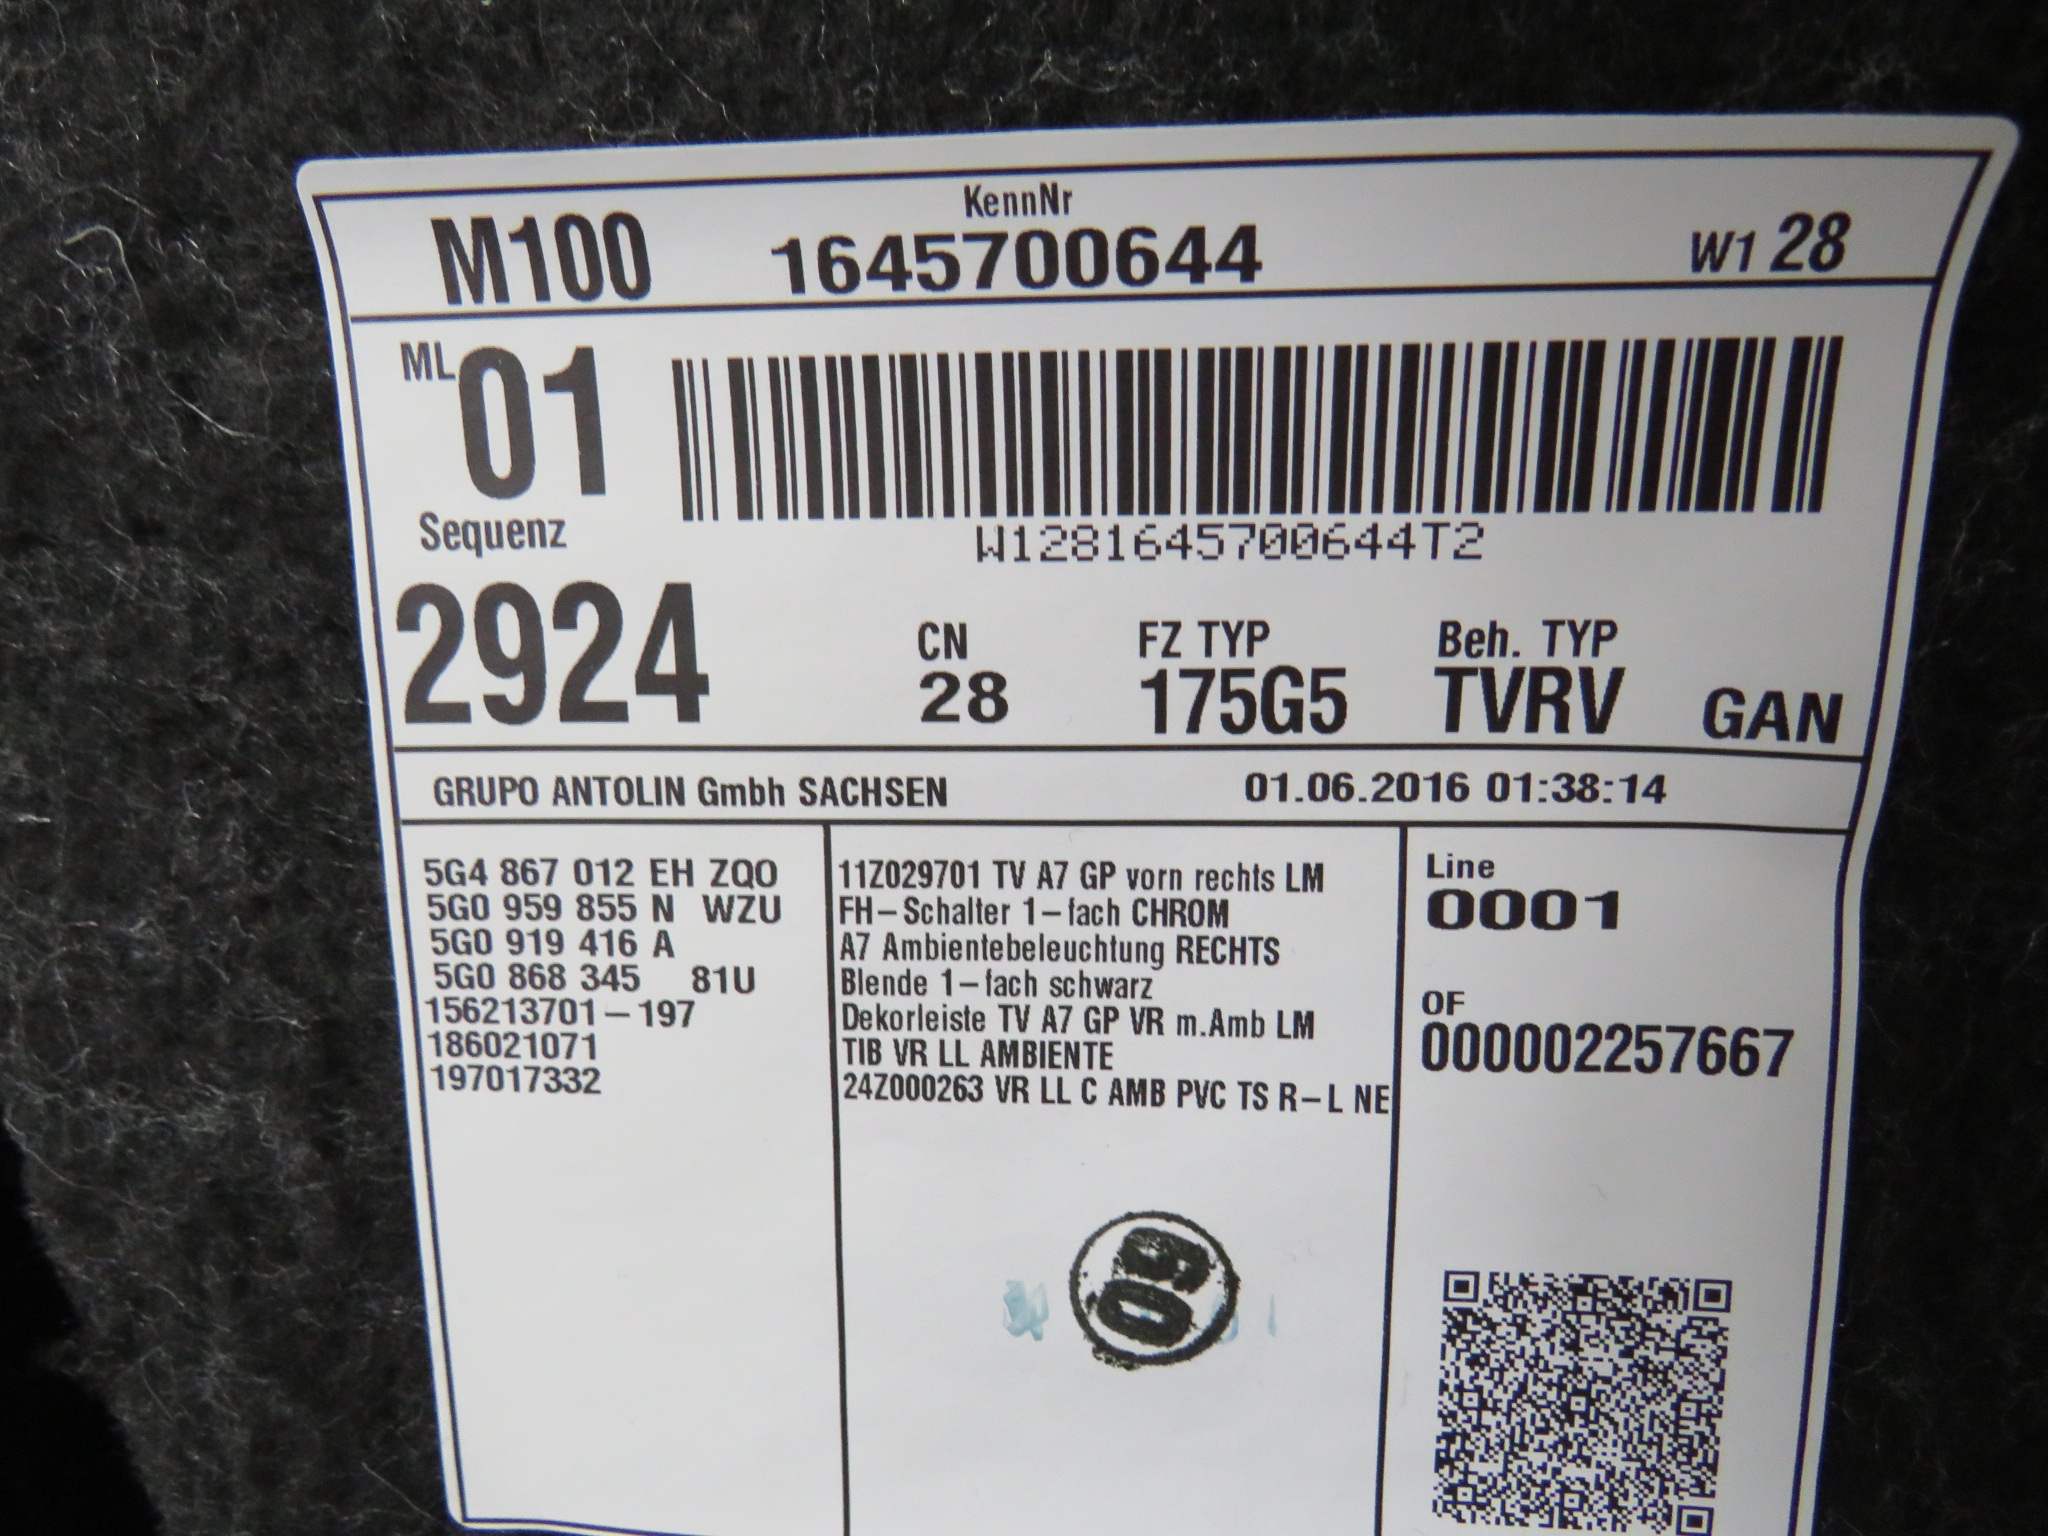 KennNr
M100 1645700644 W1 28
ML 01
W1281645700644T2
Sequenz
2924
CN FZ TYP Beh. TYP
28 175G5 TVRV GAN
GRUPO ANTOLIN Gmbh SACHSEN 01.06.2016 01:38:14
5G4 867 012 EH ZQO
5G0 959 855 N WZU
5G0 919 416 A
5G0 868 345 81U
156213701-197
186021071
197017332
11Z029701 TV A7 GP vorn rechts LM
FH-Schalter 1-fach CHROM
A7 Ambientebeleuchtung RECHTS
Blende 1-fach schwarz
Dekorleiste TV A7 GP VR m.Amb LM
TIB VR LL AMBIENTE
24Z000263 VR LL C AMB PVC TS R-L NE
Line
0001
OF
000002257667